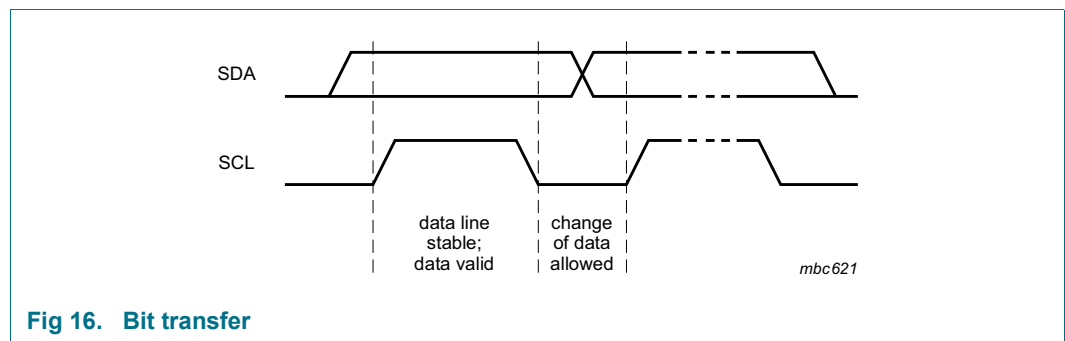 SDA
SCL
data line
stable;
data valid
change
of data
allowed
mbc621
Fig 16. Bit transfer